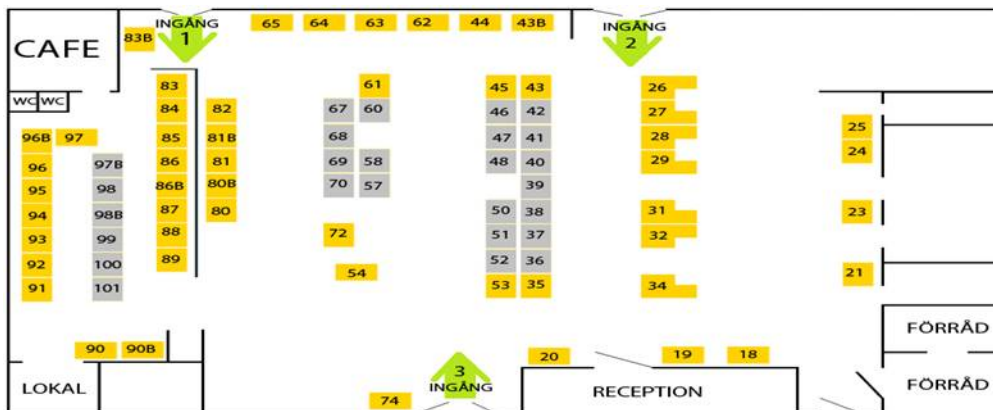 INGÅNG
1
65 64 63 62 44 43B
INGÅNG
2
83B
CAFE
83 61 45 43 26
WC WC
84 82 67 60 46 42 27
96B 97 85 81B 68 47 41 28 25
24
96 97B 86 81 69 58 48 40 29
95 98 86B 80B 70 57 39
94 98B 87 80 50 38 31 23
93 99 88 72 51 37 32
92 100 89 52 36
54 21
91 101 53 35 34
FÖRRÅD
90 90B 20 19 18
LOKAL
3
INGÅNG
RECEPTION
FÖRRÅD
74